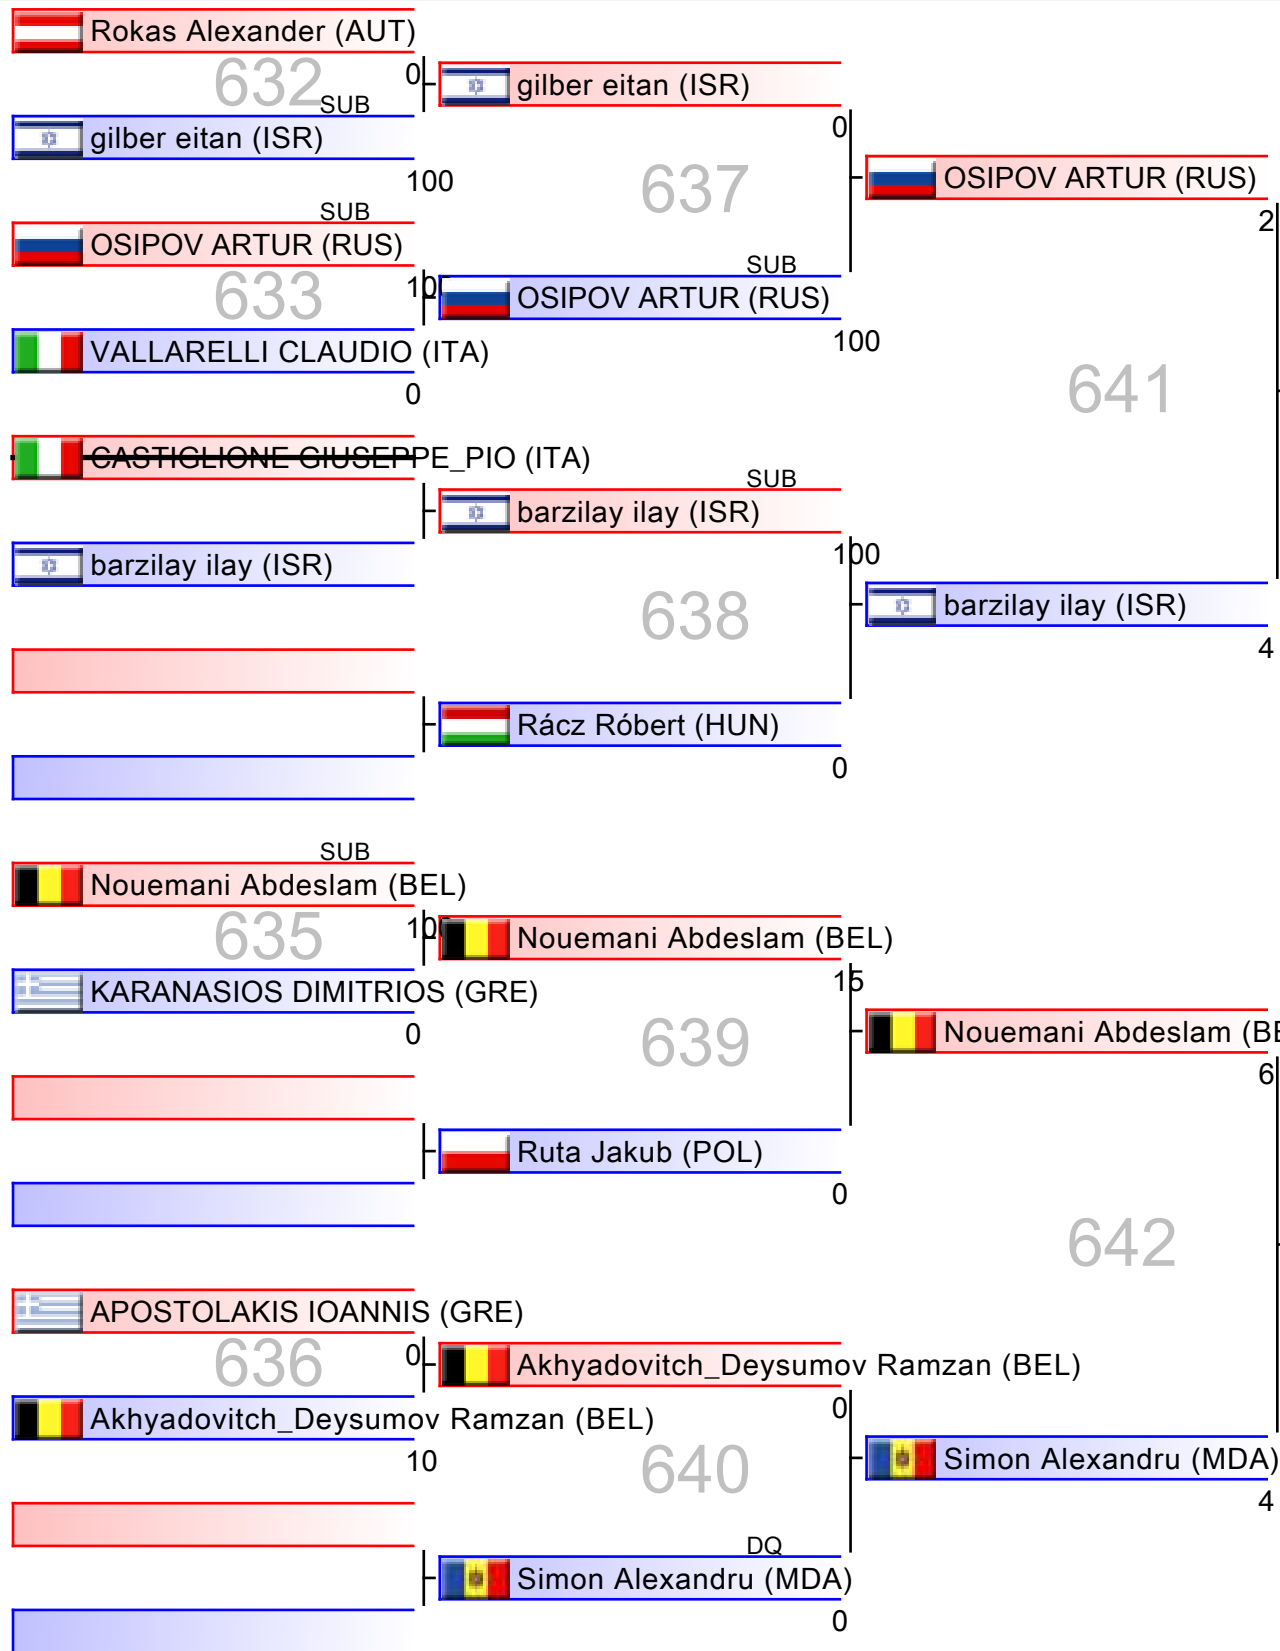 Rokas Alexander (AUT)
632
0
SUB
gilber eitan (ISR)
100
gilber eitan (ISR)
0
637
SUB
OSIPOV ARTUR (RUS)
633
VALLARELLI CLAUDIO (ITA)
0
SUB
OSIPOV ARTUR (RUS)
100
OSIPOV ARTUR (RUS)
2
641
CASTIGLIONE GIUSEPPE_PIO (ITA)
SUB
barzilay ilay (ISR)
100
barzilay ilay (ISR)
638
barzilay ilay (ISR)
4
Rácz Róbert (HUN)
0
SUB
Nouemani Abdeslam (BEL)
635
KARANASIOS DIMITRIOS (GRE)
0
Nouemani Abdeslam (BEL)
15
639
Nouemani Abdeslam
6
Ruta Jakub (POL)
0
642
APOSTOLAKIS IOANNIS (GRE)
636
0
Akhyadovitch_Deysumov Ramzan (BEL)
10
Akhyadovitch_Deysumov Ramzan (BEL)
0
640
Simon Alexandru (MDA)
4
DQ
Simon Alexandru (MDA)
0